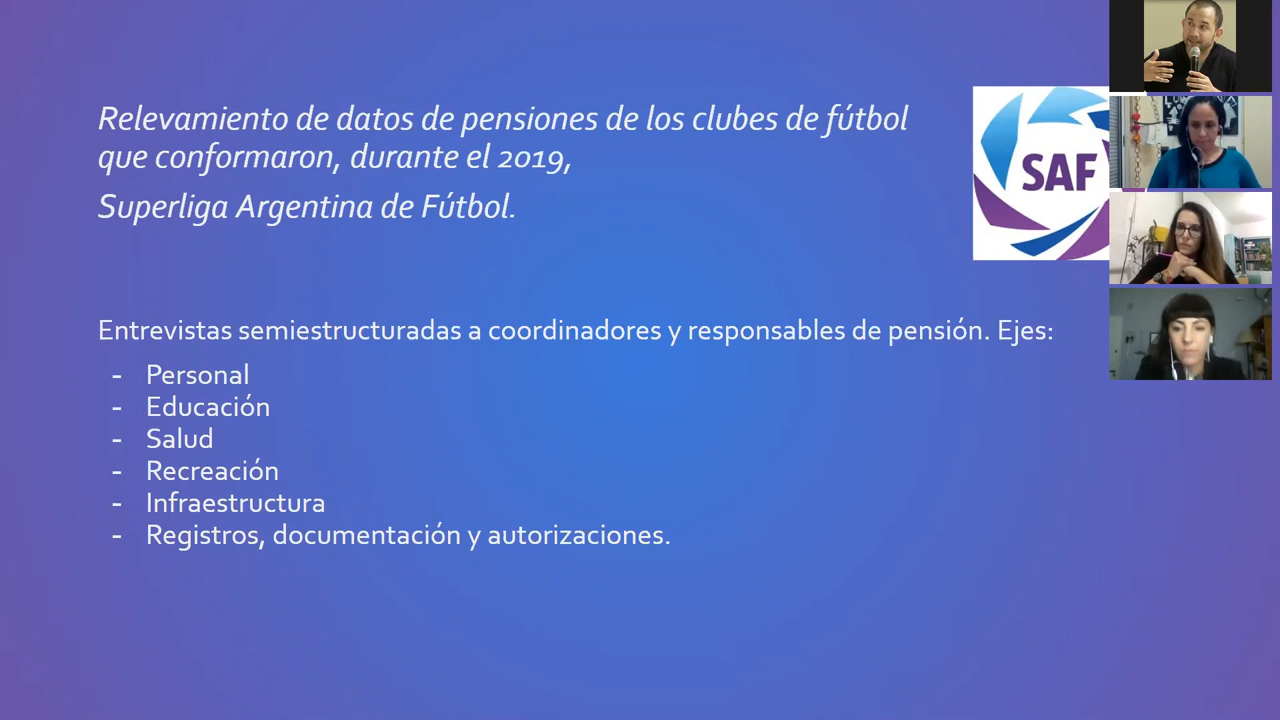 Relevamiento de datos de pensiones de los clubes de fútbol
que conformaron, durante el 2019,
Superliga Argentina de Fútbol.
SAF
Entrevistas semiestructuradas a coordinadores y responsables de pensión. Ejes:
- Personal
- Educación
- Salud
- Recreación
- Infraestructura
- Registros, documentación y autorizaciones.